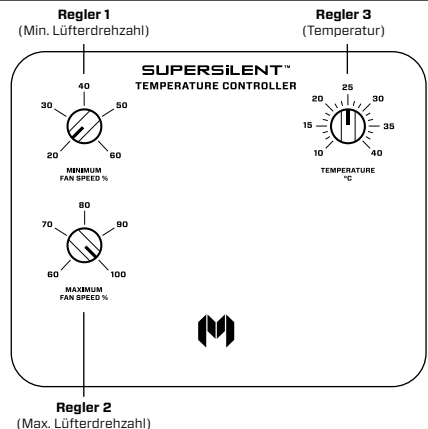 Regler 1
(Min. Lüfterdrehzahl)
Regler 3
(Temperatur)
SUPERSiLENT™
TEMPERATURE CONTROLLER
40
30
50
20
60
MINIMUM
FAN SPEED %
25
20
30
15
35
10
40
TEMPERATURE
°C
80
70
90
60
100
MAXIMUM
FAN SPEED %
Regler 2
(Max. Lüfterdrehzahl)